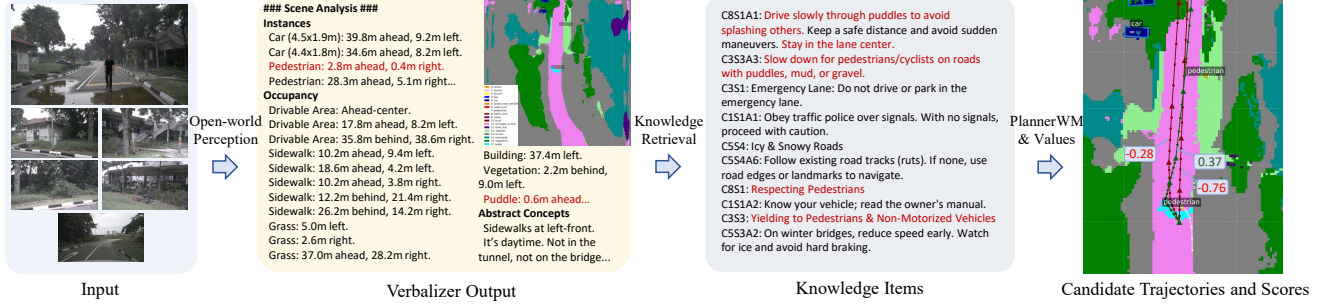 ### Scene Analysis ###
Instances
Car (4.5x1.9m): 39.8m ahead, 9.2m left.
Car (4.4x1.8m): 34.6m ahead, 8.2m left.
Pedestrian: 2.8m ahead, 0.4m right.
Pedestrian: 28.3m ahead, 5.1m right...
Occupancy
Drivable Area: Ahead-center.
Drivable Area: 17.8m ahead, 8.2m left.
Drivable Area: 35.8m behind, 38.6m right.
Sidewalk: 10.2m ahead, 9.4m left.
Sidewalk: 18.6m ahead, 4.2m left.
Sidewalk: 10.2m ahead, 3.8m right.
Sidewalk: 12.2m behind, 21.4m right.
Sidewalk: 26.2m behind, 14.2m right.
Grass: 5.0m left.
Grass: 2.6m right.
Grass: 37.0m ahead, 28.2m right.
Building: 37.4m left.
Vegetation: 2.2m behind,
9.0m left.
Puddle: 0.6m ahead...
Abstract Concepts
Sidewalks at left-front.
It's daytime. Not in the
tunnel, not on the bridge...
Open-world
Perception
Knowledge
Retrieval
C8S1A1: Drive slowly through puddles to avoid
splashing others. Keep a safe distance and avoid sudden
maneuvers. Stay in the lane center.
C3S3A3: Slow down for pedestrians/cyclists on roads
with puddles, mud, or gravel.
C3S1: Emergency Lane: Do not drive or park in the
emergency lane.
C1S1A1: Obey traffic police over signals. With no signals,
proceed with caution.
C5S4: Icy & Snowy Roads
C5S4A6: Follow existing road tracks (ruts). If none, use
road edges or landmarks to navigate.
C8S1: Respecting Pedestrians
C1S1A2: Know your vehicle; read the owner's manual.
C3S3: Yielding to Pedestrians & Non-Motorized Vehicles
C5S3A2: On winter bridges, reduce speed early. Watch
for ice and avoid hard braking.
PlannerWM
& Values
car
pedestrian
-0.28
0.37
-0.76
pedestrian
Input
Verbalizer Output
Knowledge Items
Candidate Trajectories and Scores